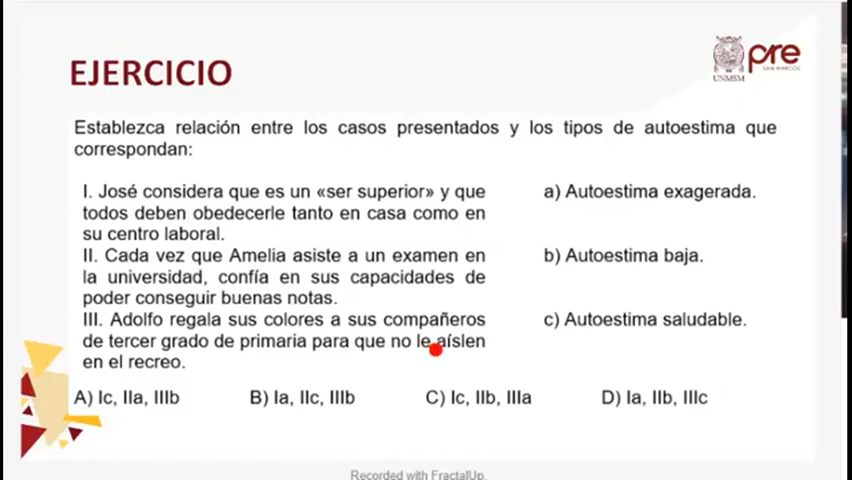 EJERCICIO
UNMSM
pre
SAN MARCOS
Establezca relación entre los casos presentados y los tipos de autoestima que
correspondan:
I. José considera que es un «ser superior» y que
todos deben obedecerle tanto en casa como en
su centro laboral.
a) Autoestima exagerada.
II. Cada vez que Amelia asiste a un examen en
la universidad, confía en sus capacidades de
poder conseguir buenas notas.
b) Autoestima baja.
III. Adolfo regala sus colores a sus compañeros
de tercer grado de primaria para que no le aíslen
en el recreo.
c) Autoestima saludable.
A) Ic, IIa, IIIb B) Ia, IIc, IIIb C) Ic, IIb, IIIa D) Ia, IIb, IIIc
Recorded with FractalUp.